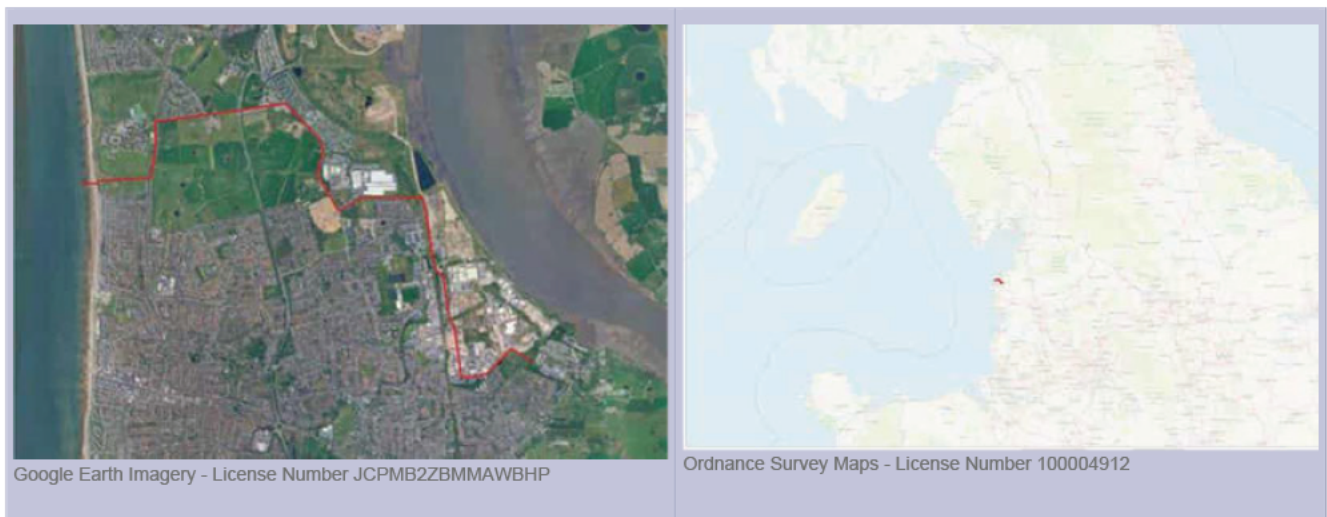 Google Earth Imagery - License Number JCPMB2ZBMMAWBHP
Ordnance Survey Maps - License Number 100004912